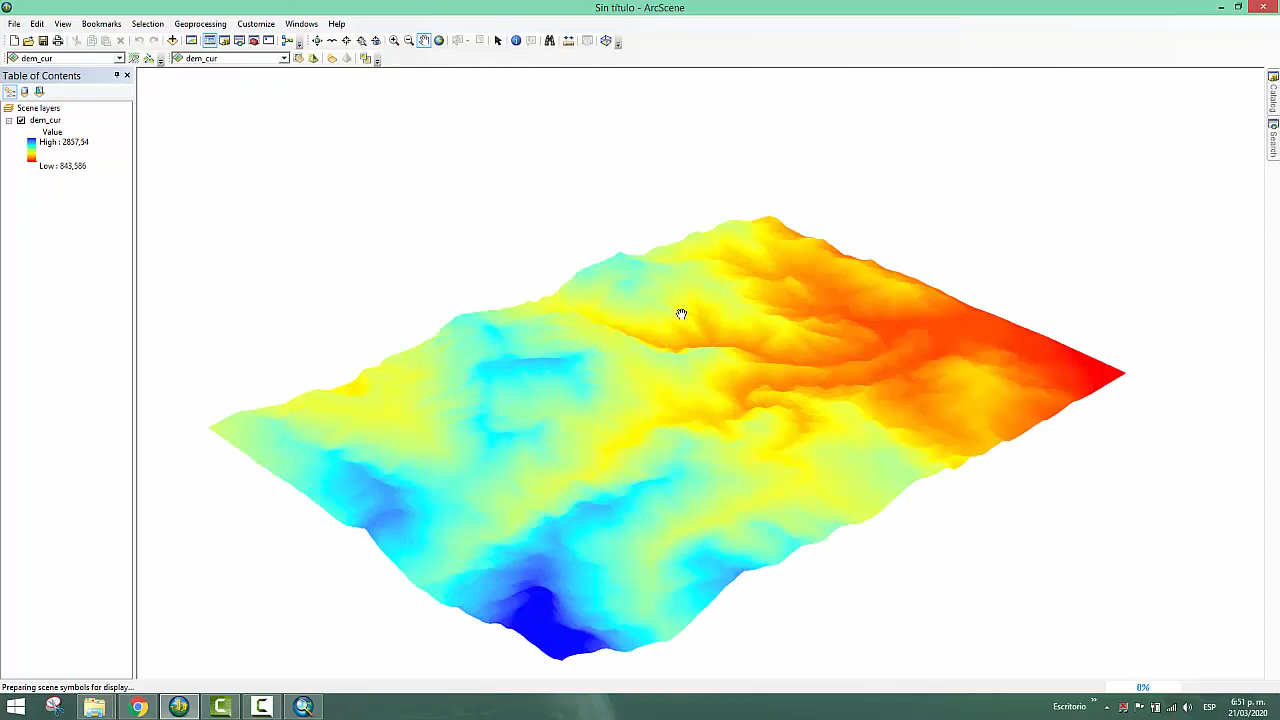 Sin título - ArcScene
File Edit View Bookmarks Selection Geoprocessing Customize Windows Help
dem_cur dem_cur
Table of Contents
Scene layers
dem_cur
Value
High : 2857,54
Low : 843,586
Catalog
Search
Preparing scene symbols for display...
0%
Escritorio
ESP
6:51 p. m.
21/03/2020